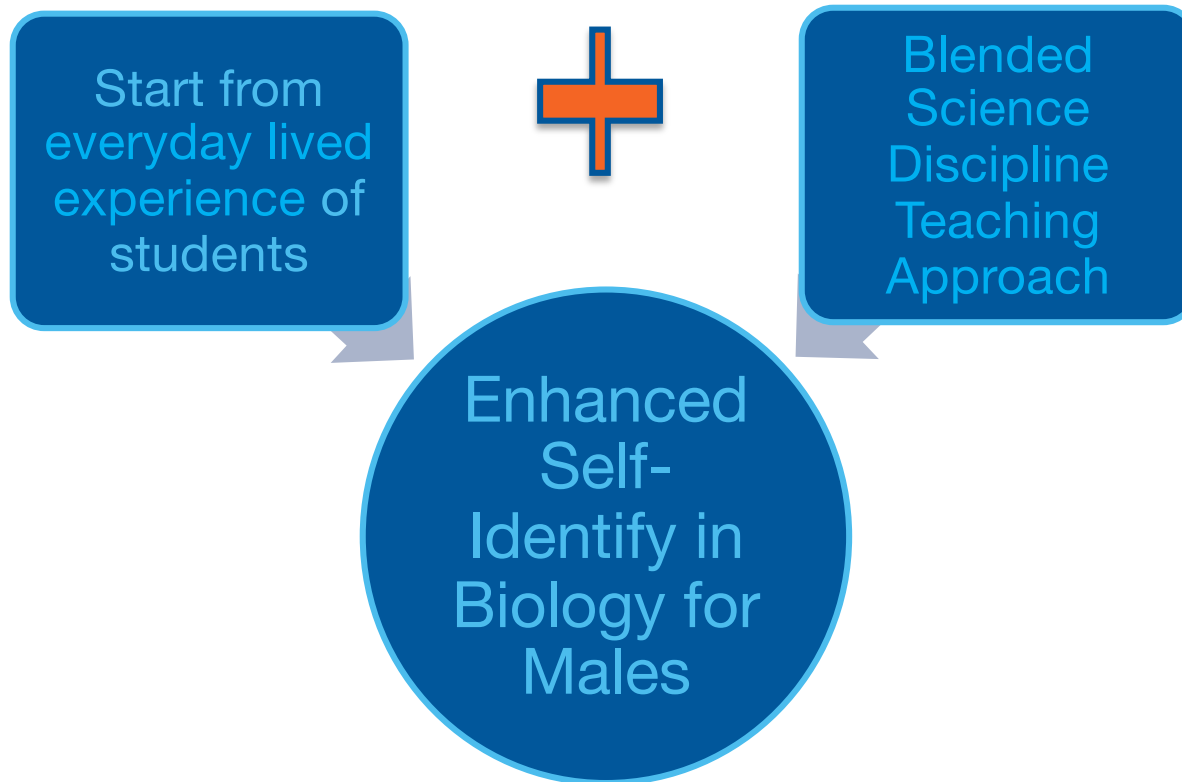 Start from
everyday lived
experience of
students
Blended
Science
Discipline
Teaching
Approach
Enhanced
Self-
Identify in
Biology for
Males